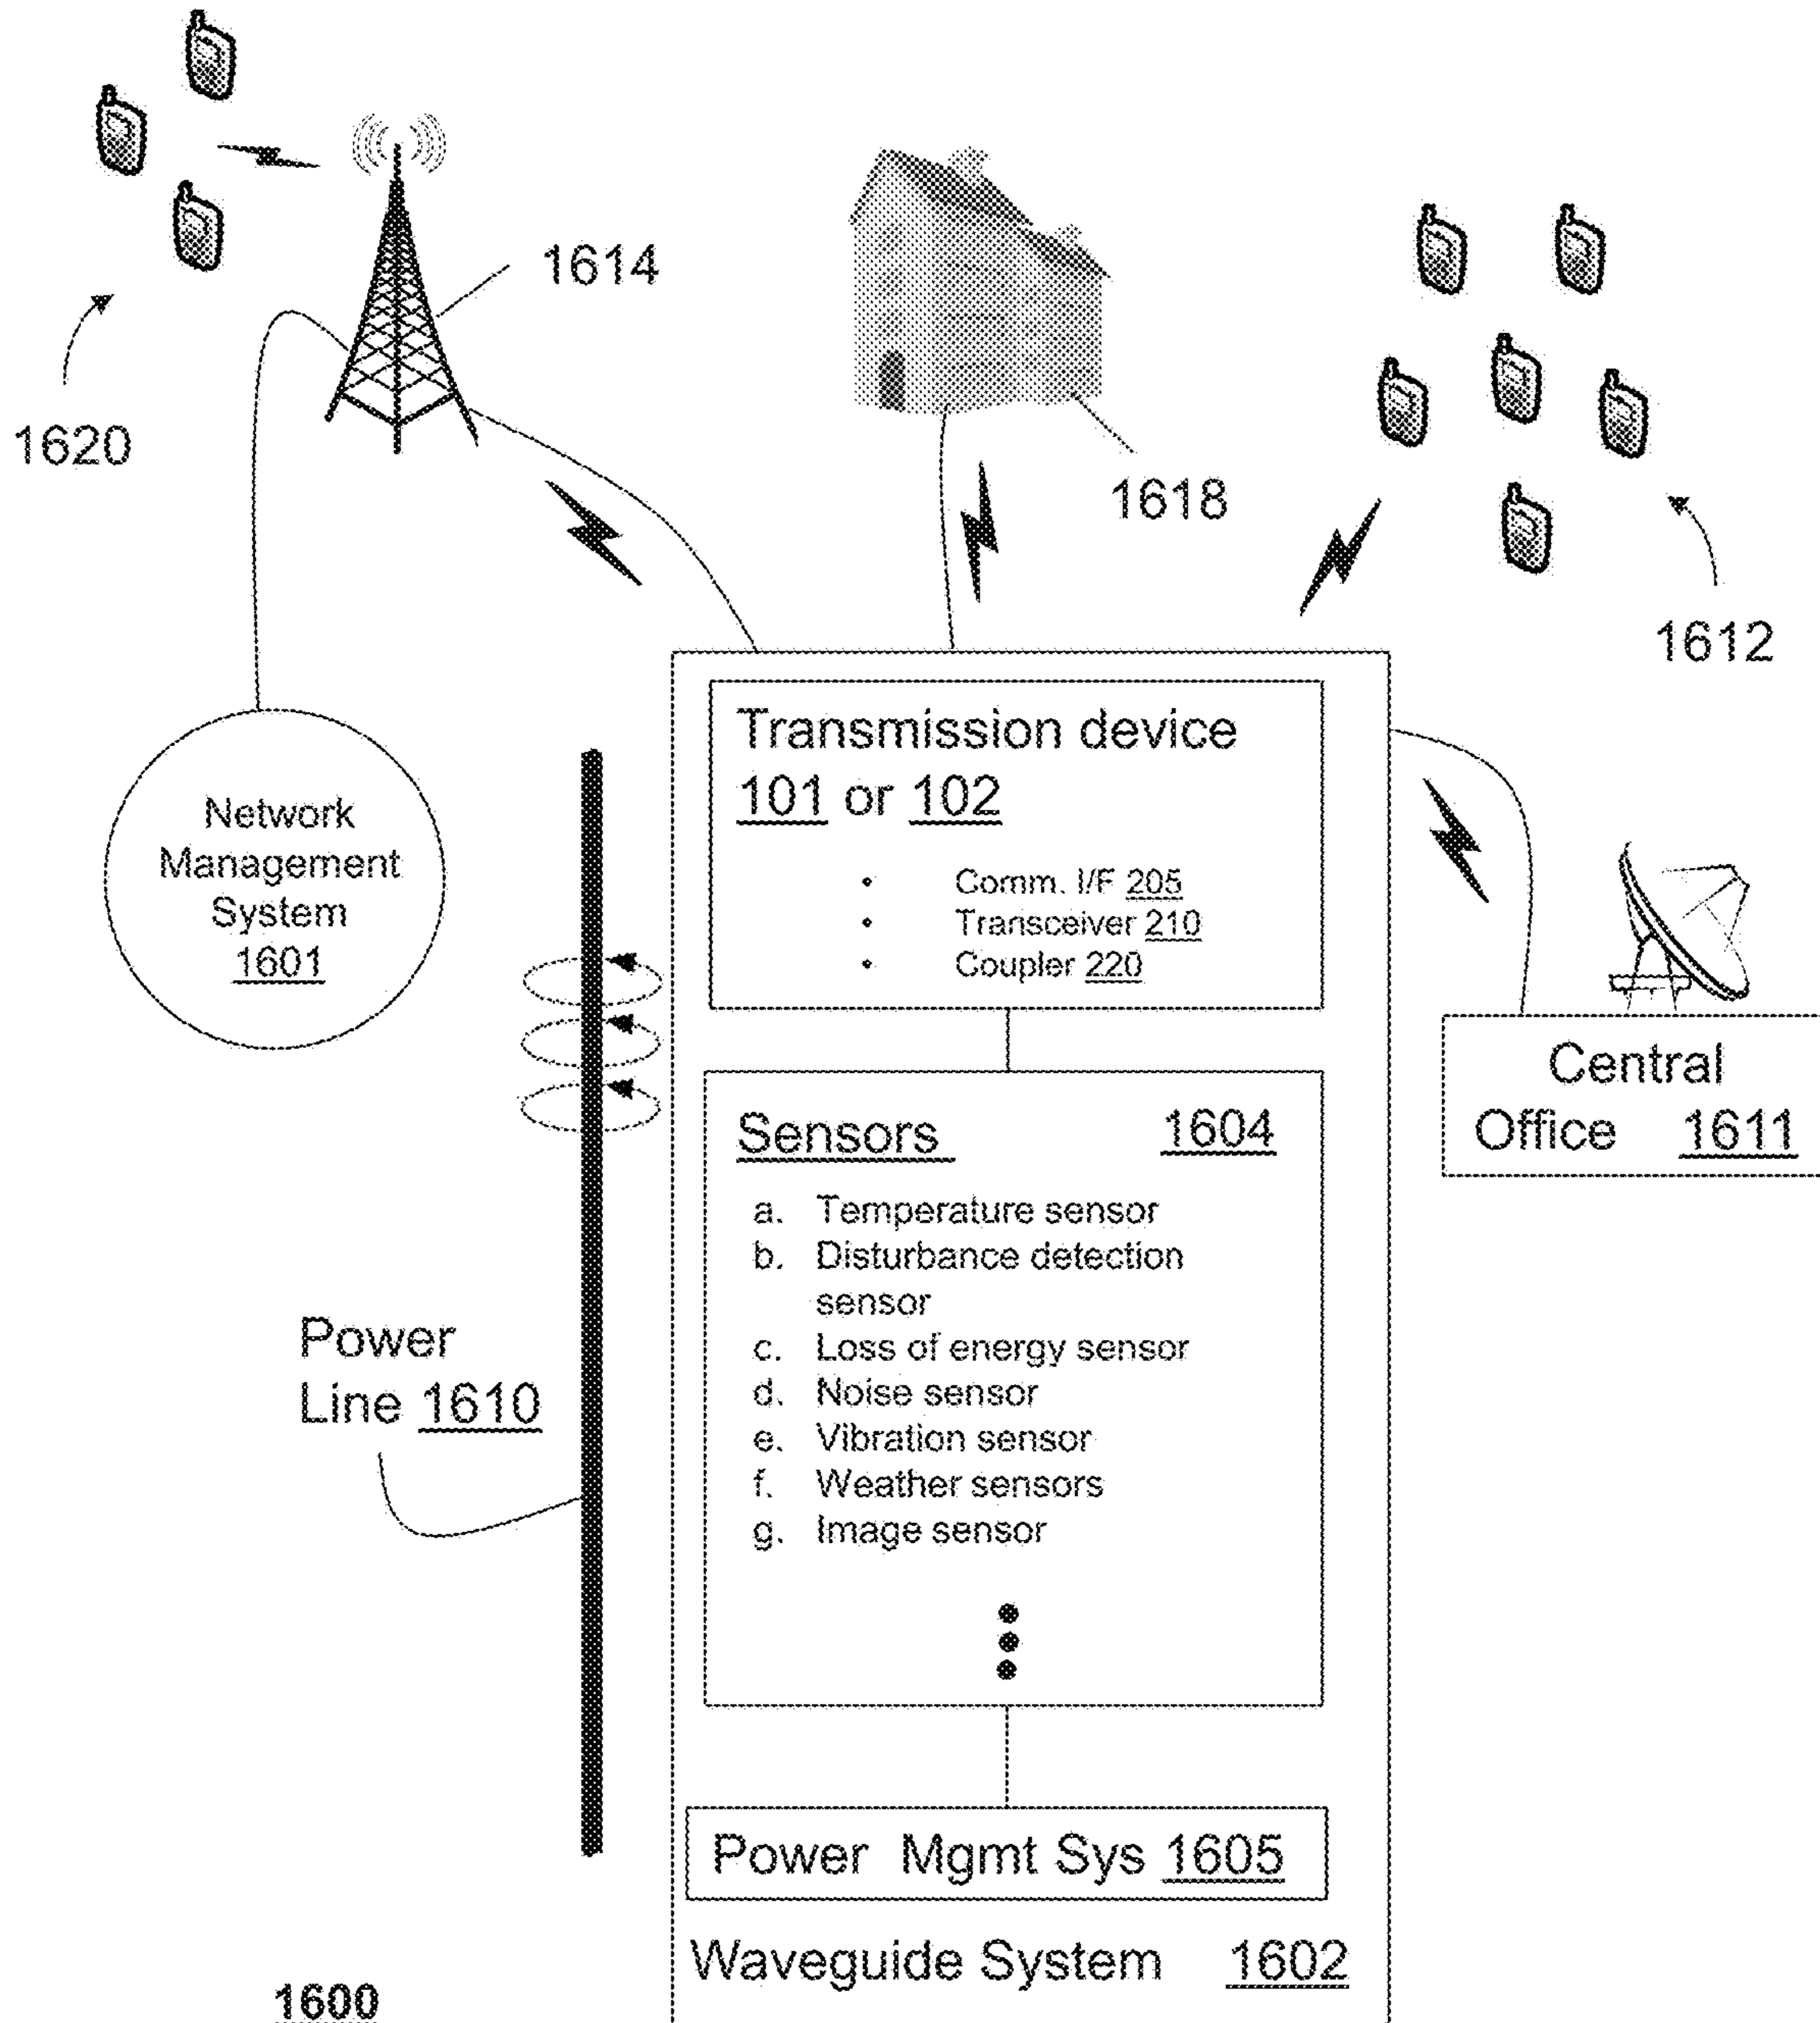 1614
1620
1618
1612
Network
Management
System
1601
Transmission device
101 or 102
• Comm. I/F 205
• Transceiver 210
• Coupler 220
Central
Office 1611
Sensors 1604
a. Temperature sensor
b. Disturbance detection
sensor
c. Loss of energy sensor
d. Noise sensor
e. Vibration sensor
f. Weather sensors
g. Image sensor
Power
Line 1610
Power Mgmt Sys 1605
Waveguide System 1602
1600